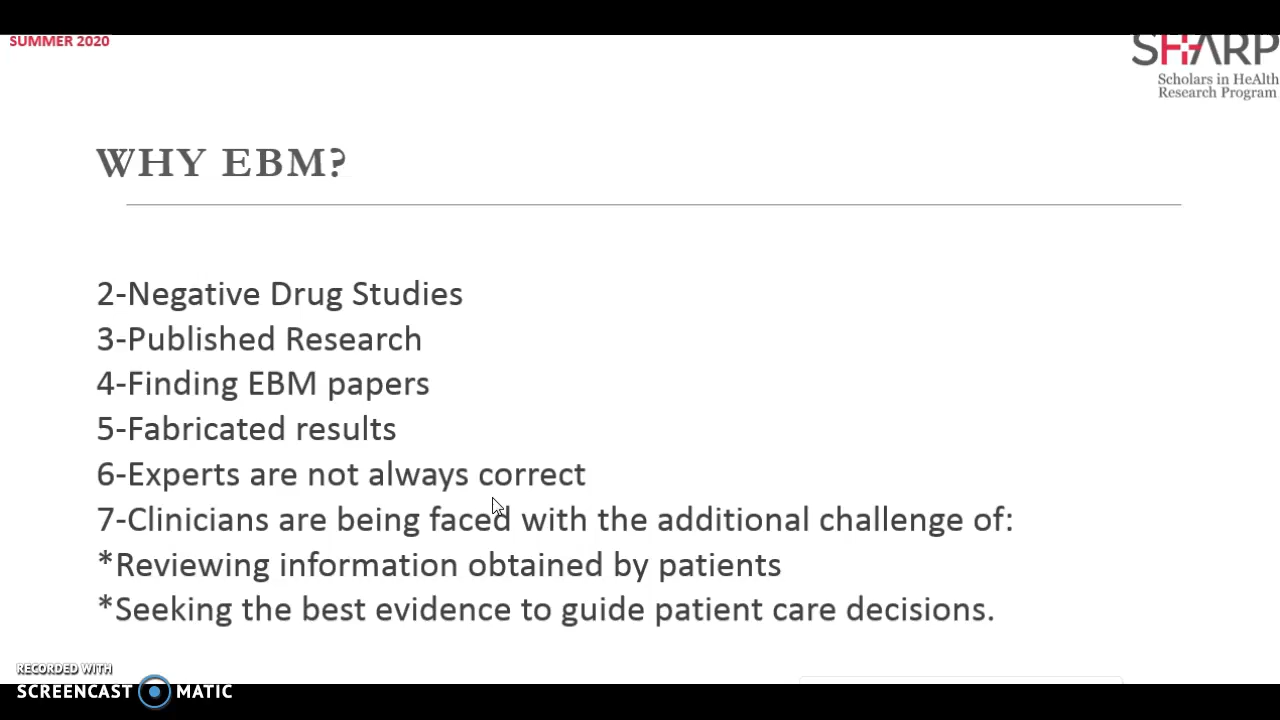 SUMMER 2020
SHARP
Scholars in HeAlth
Research Program
WHY EBM?
2-Negative Drug Studies
3-Published Research
4-Finding EBM papers
5-Fabricated results
6-Experts are not always correct
7-Clinicians are being faced with the additional challenge of:
*Reviewing information obtained by patients
*Seeking the best evidence to guide patient care decisions.
RECORDED WITH
SCREENCAST MATIC